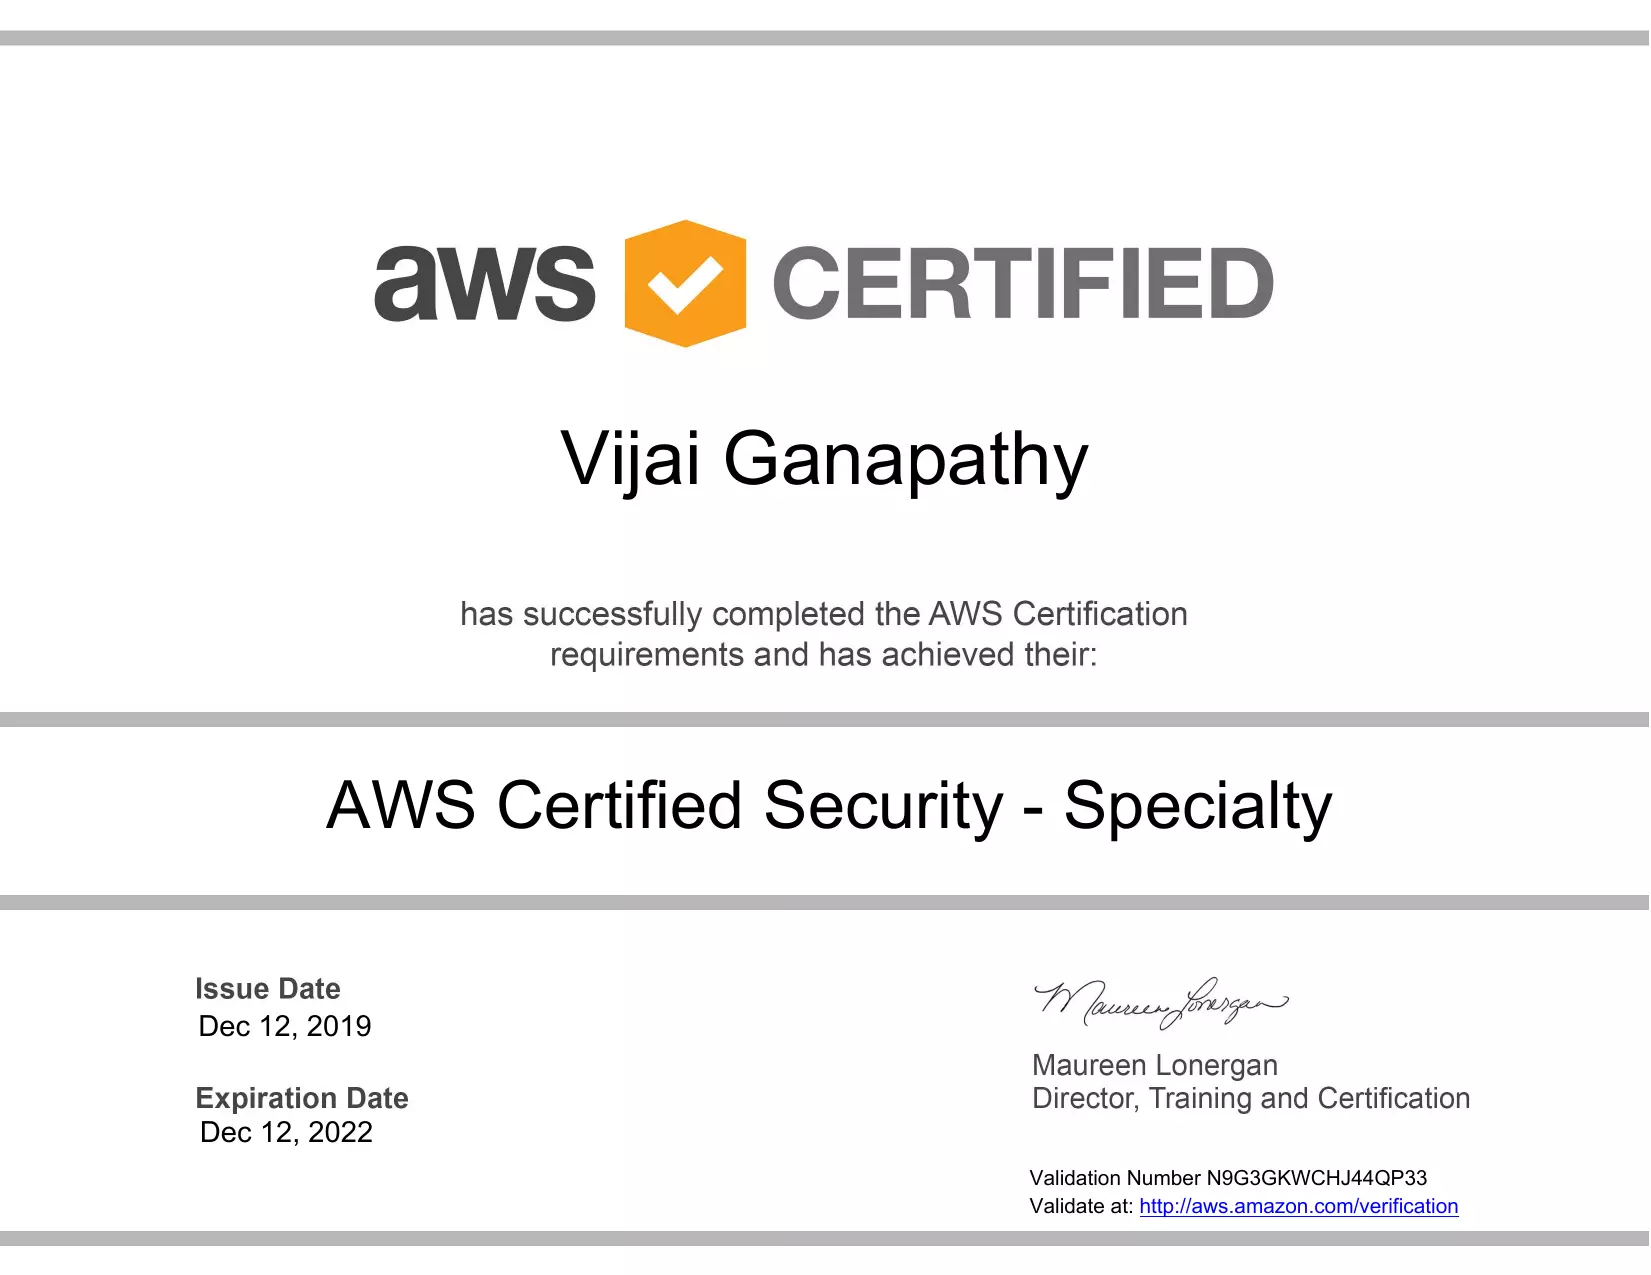 aws CERTIFIED
Vijai Ganapathy
has successfully completed the AWS Certification
requirements and has achieved their:
AWS Certified Security - Specialty
Issue Date
Dec 12, 2019
Expiration Date
Dec 12, 2022
Maureen Lonergan
Maureen Lonergan
Director, Training and Certification
Validation Number N9G3GKWCHJ44QP33
Validate at: http://aws.amazon.com/verification